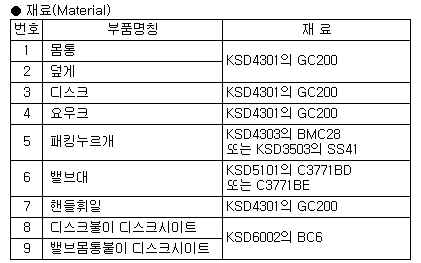 ● 재료(Material)
번호 부품명칭 재 료
1 몸통
KSD4301의 GC200
2 덮게
3 디스크 KSD4301의 GC200
4 요우크 KSD4301의 GC200
5 패킹누르개 KSD4303의 BMC28
또는 KSD3503의 SS41
6 밸브대 KSD5101의 C3771BD
또는 C3771BE
7 핸들휘일 KSD4301의 GC200
8 디스크붙이 디스크시이트
KSD6002의 BC6
9 밸브몸통붙이 디스크시이트